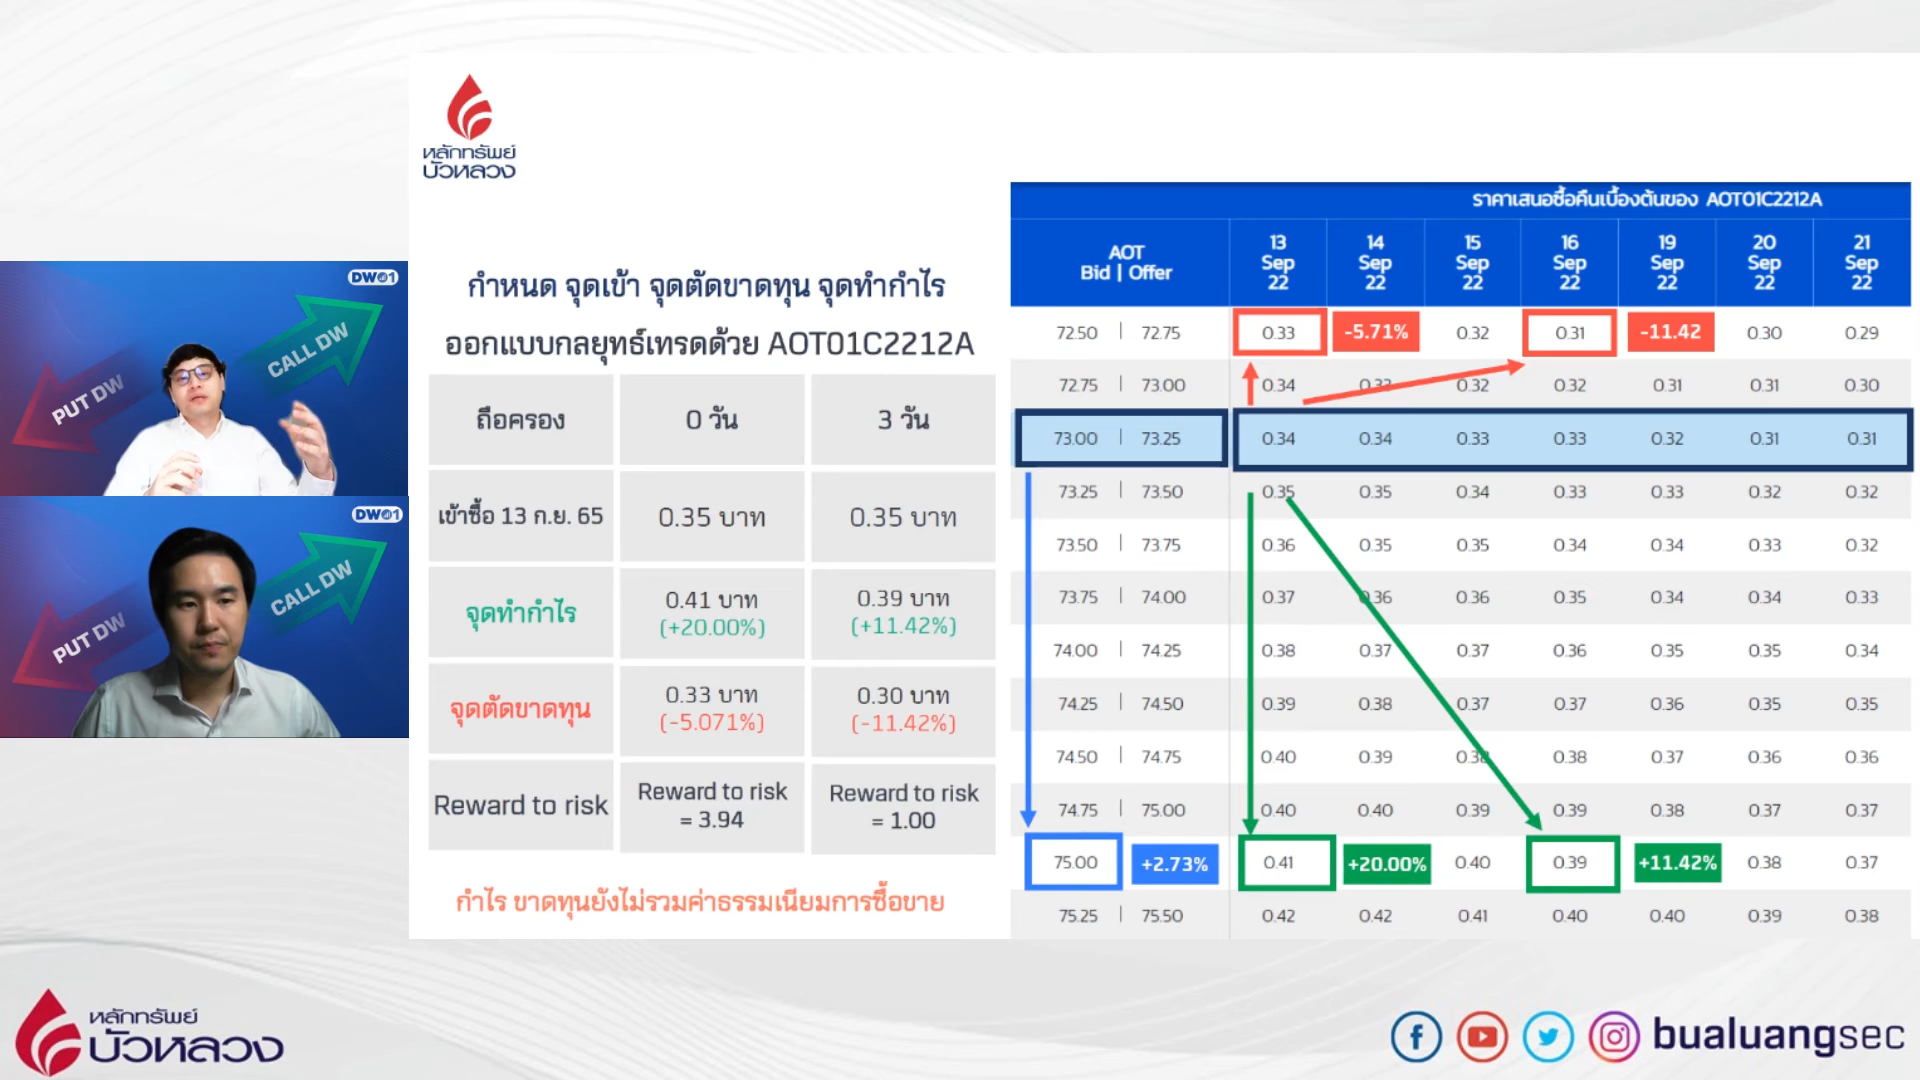 หลักทรัพย์
บัวหลวง
DW01
CALL DW
PUT DW
DW01
CALL DW
PUT DW
กำหนด จุดเข้า จุดตัดขาดทุน จุดทำกำไร
ออกแบบกลยุทธ์เทรดด้วย AOT01C2212A
ถือครอง 0 วัน 3 วัน
เข้าซื้อ 13 ก.ย. 65 0.35 บาท 0.35 บาท
จุดทำกำไร 0.41 บาท (+20.00%) 0.39 บาท (+11.42%)
จุดตัดขาดทุน 0.33 บาท (-5.071%) 0.30 บาท (-11.42%)
Reward to risk Reward to risk = 3.94 Reward to risk = 1.00
กำไร ขาดทุนยังไม่รวมค่าธรรมเนียมการซื้อขาย
ราคาเสนอซื้อคืนเบื้องต้นของ AOT01C2212A
AOT Bid | Offer 13 Sep 22 14 Sep 22 15 Sep 22 16 Sep 22 19 Sep 22 20 Sep 22 21 Sep 22
72.50 | 72.75 0.33 -5.71% 0.32 0.31 -11.42 0.30 0.29
72.75 | 73.00 0.34 0.33 0.32 0.32 0.31 0.31 0.30
73.00 | 73.25 0.34 0.34 0.33 0.33 0.32 0.31 0.31
73.25 | 73.50 0.35 0.35 0.34 0.33 0.33 0.32 0.32
73.50 | 73.75 0.36 0.35 0.35 0.34 0.34 0.33 0.32
73.75 | 74.00 0.37 0.36 0.36 0.35 0.34 0.34 0.33
74.00 | 74.25 0.38 0.37 0.37 0.36 0.35 0.35 0.34
74.25 | 74.50 0.39 0.38 0.37 0.37 0.36 0.35 0.35
74.50 | 74.75 0.40 0.39 0.38 0.38 0.37 0.36 0.36
74.75 | 75.00 0.40 0.40 0.39 0.39 0.38 0.37 0.37
75.00 +2.73% 0.41 +20.00% 0.40 0.39 +11.42% 0.38 0.37
75.25 | 75.50 0.42 0.42 0.41 0.40 0.40 0.39 0.38
หลักทรัพย์
บัวหลวง
bualuangsec